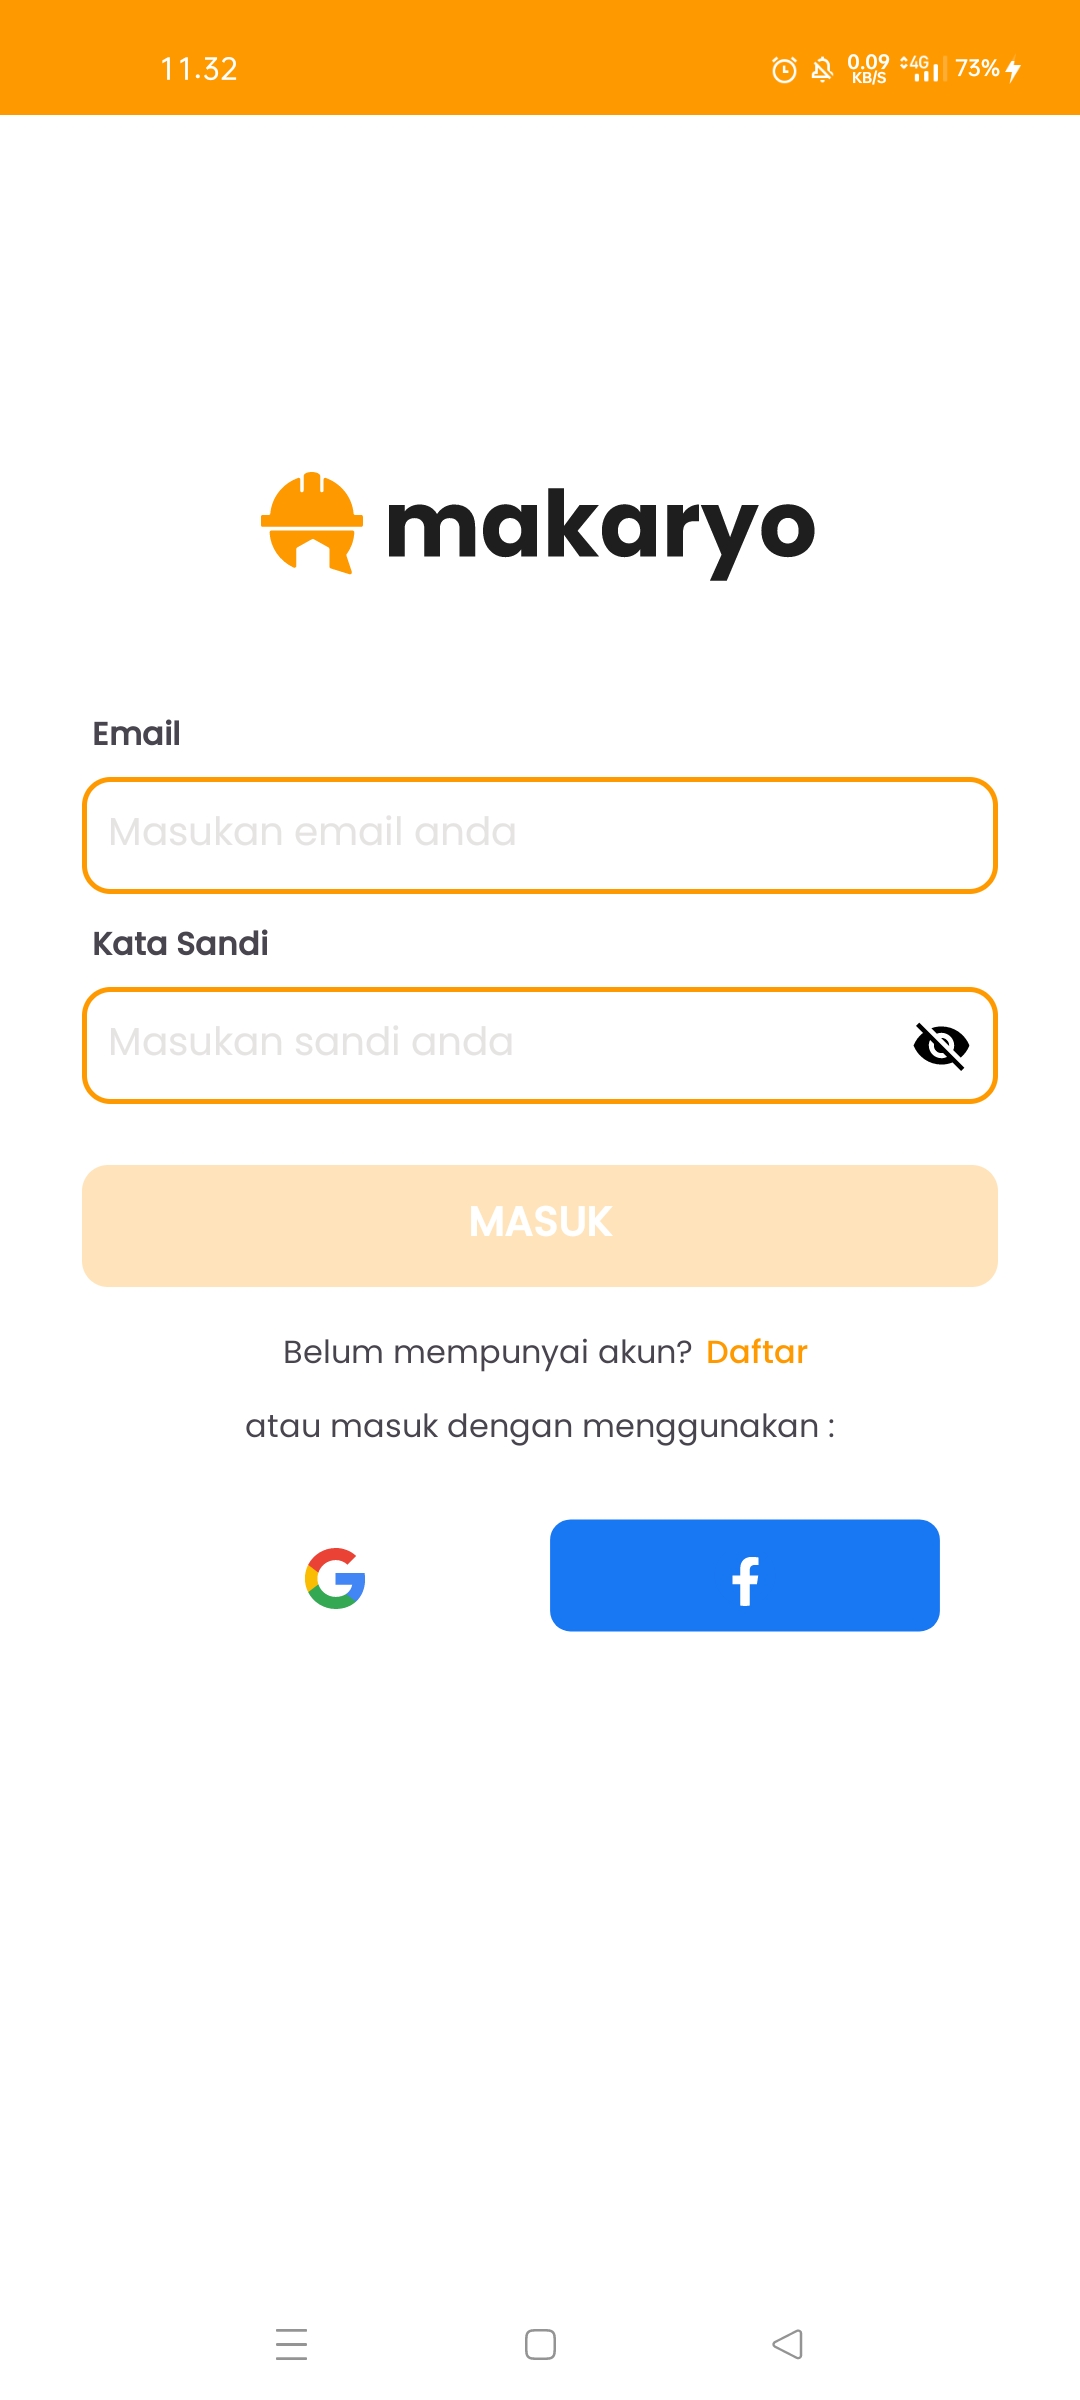 11.32
0.09
KB/S
4G
73%
makaryo
Email
Masukan email anda
Kata Sandi
Masukan sandi anda
MASUK
Belum mempunyai akun? Daftar
atau masuk dengan menggunakan :